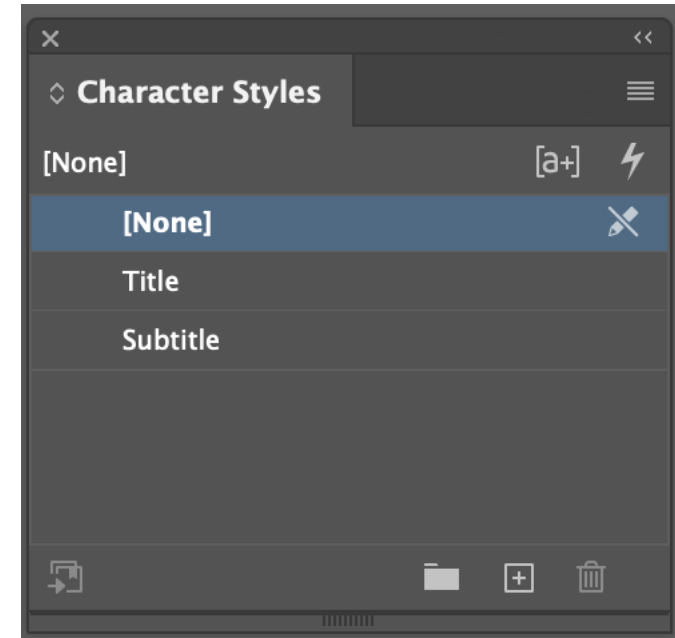 Character Styles
[None]
[a+]
[None]
Title
Subtitle